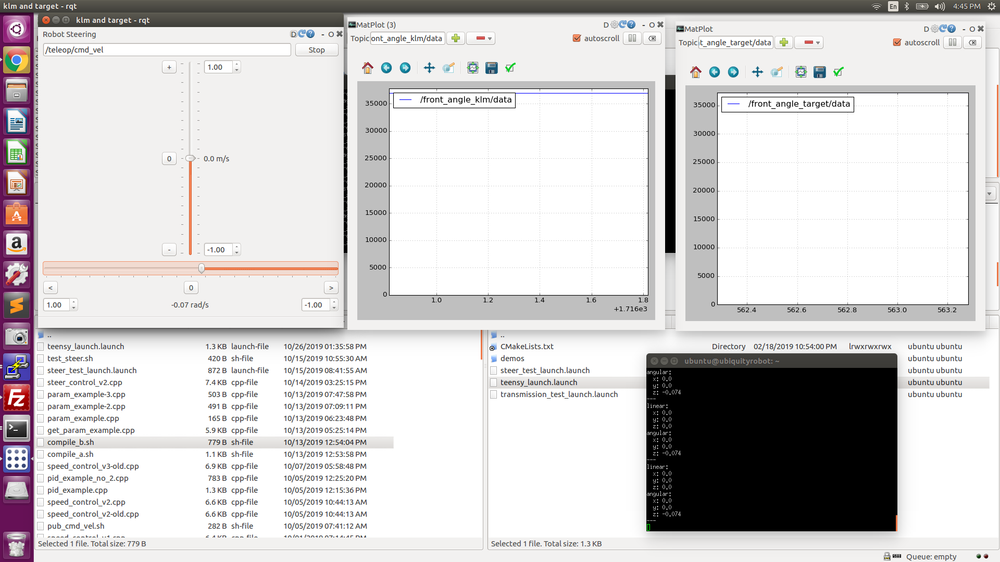 klm and target - rqt
En
4:45 PM
klm and target - rqt
Robot Steering
D
- O
/teleop/cmd_vel
Stop
+
1.00
0
0.0 m/s
-
-1.00
<
0
>
1.00
-0.07 rad/s
-1.00
MatPlot (3)
D
- O
Topic
ont_angle_klm/data
autoscroll
/front_angle_klm/data
35000
30000
25000
20000
15000
10000
5000
0
1.0 1.2 1.4 1.6 1.8
+1.716e3
MatPlot
D
- O
Topic
t_angle_target/data
autoscroll
/front_angle_target/data
35000
30000
25000
20000
15000
10000
5000
0
562.4 562.6 562.8 563.0 563.2
..
teensy_launch.launch 1.3 KB launch-file 10/26/2019 01:35:58 PM
test_steer.sh 420 B sh-file 10/15/2019 10:55:30 AM
steer_test_launch.launch 872 B launch-file 10/15/2019 08:41:55 AM
steer_control_v2.cpp 7.4 KB cpp-file 10/14/2019 03:25:15 PM
param_example-3.cpp 503 B cpp-file 10/13/2019 07:47:58 PM
param_example-2.cpp 491 B cpp-file 10/13/2019 07:09:11 PM
param_example.cpp 165 B cpp-file 10/13/2019 06:23:48 PM
get_param_example.cpp 5.9 KB cpp-file 10/13/2019 05:25:14 PM
compile_b.sh 779 B sh-file 10/13/2019 12:54:04 PM
compile_a.sh 1.1 KB sh-file 10/13/2019 12:53:58 PM
speed_control_v3-old.cpp 6.9 KB cpp-file 10/07/2019 05:58:48 PM
pid_example_no_2.cpp 783 B cpp-file 10/05/2019 12:25:20 PM
pid_example.cpp 1.3 KB cpp-file 10/05/2019 12:15:36 PM
speed_control_v2.cpp 6.6 KB cpp-file 10/05/2019 10:44:13 AM
speed_control_v2-old.cpp 6.6 KB cpp-file 10/05/2019 10:44:13 AM
pub_cmd_vel.sh 282 B sh-file 10/05/2019 07:41:12 AM
speed_control_v1.cpp 6.4 KB cpp-file 10/01/2019 07:14:45 PM
Selected 1 file. Total size: 779 B
..
CMakeLists.txt Directory 02/18/2019 10:54:00 PM lrwxrwxrwx ubuntu ubuntu
demos ubuntu ubuntu
steer_test_launch.launch ubuntu ubuntu
teensy_launch.launch ubuntu ubuntu
transmission_test_launch.launch ubuntu ubuntu
Selected 1 file. Total size: 1.3 KB
ubuntu@ubiquityrobot: ~
angular:
x: 0.0
y: 0.0
z: -0.074
---
linear:
x: 0.0
y: 0.0
z: 0.0
angular:
x: 0.0
y: 0.0
z: -0.074
---
linear:
x: 0.0
y: 0.0
z: 0.0
angular:
x: 0.0
y: 0.0
z: -0.074
---
Queue: empty